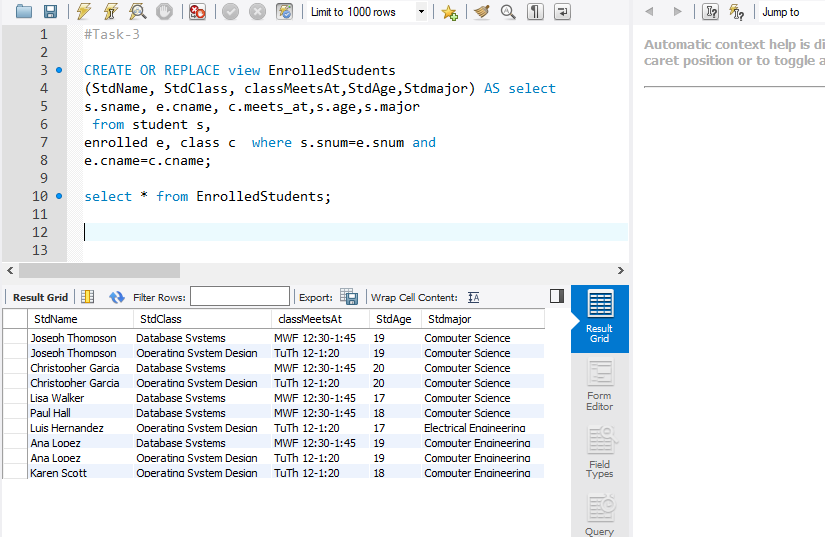 Limit to 1000 rows
Jump to
1 #Task-3
2
3 CREATE OR REPLACE view EnrolledStudents
4 (StdName, StdClass, classMeetsAt,StdAge,Stdmajor) AS select
5 s.sname, e.cname, c.meets_at,s.age,s.major
6 from student s,
7 enrolled e, class c  where s.snum=e.snum and
8 e.cname=c.cname;
9
10 select * from EnrolledStudents;
11
12
13
Automatic context help is di
caret position or to toggle a
Result Grid Filter Rows: Export: Wrap Cell Content: IA
StdName StdClass classMeetsAt StdAge Stdmajor
Joseph Thompson Database Systems MWF 12:30-1:45 19 Computer Science
Joseph Thompson Operating System Design TuTh 12-1:20 19 Computer Science
Christopher Garcia Database Systems MWF 12:30-1:45 20 Computer Science
Christopher Garcia Operating System Design TuTh 12-1:20 20 Computer Science
Lisa Walker Database Systems MWF 12:30-1:45 17 Computer Science
Paul Hall Database Systems MWF 12:30-1:45 18 Computer Science
Luis Hernandez Operating System Design TuTh 12-1:20 17 Electrical Engineering
Ana Lopez Database Systems MWF 12:30-1:45 19 Computer Engineering
Ana Lopez Operating System Design TuTh 12-1:20 19 Computer Engineering
Karen Scott Operating System Design TuTh 12-1:20 18 Computer Engineering
Result
Grid
Form
Editor
Field
Types
Query